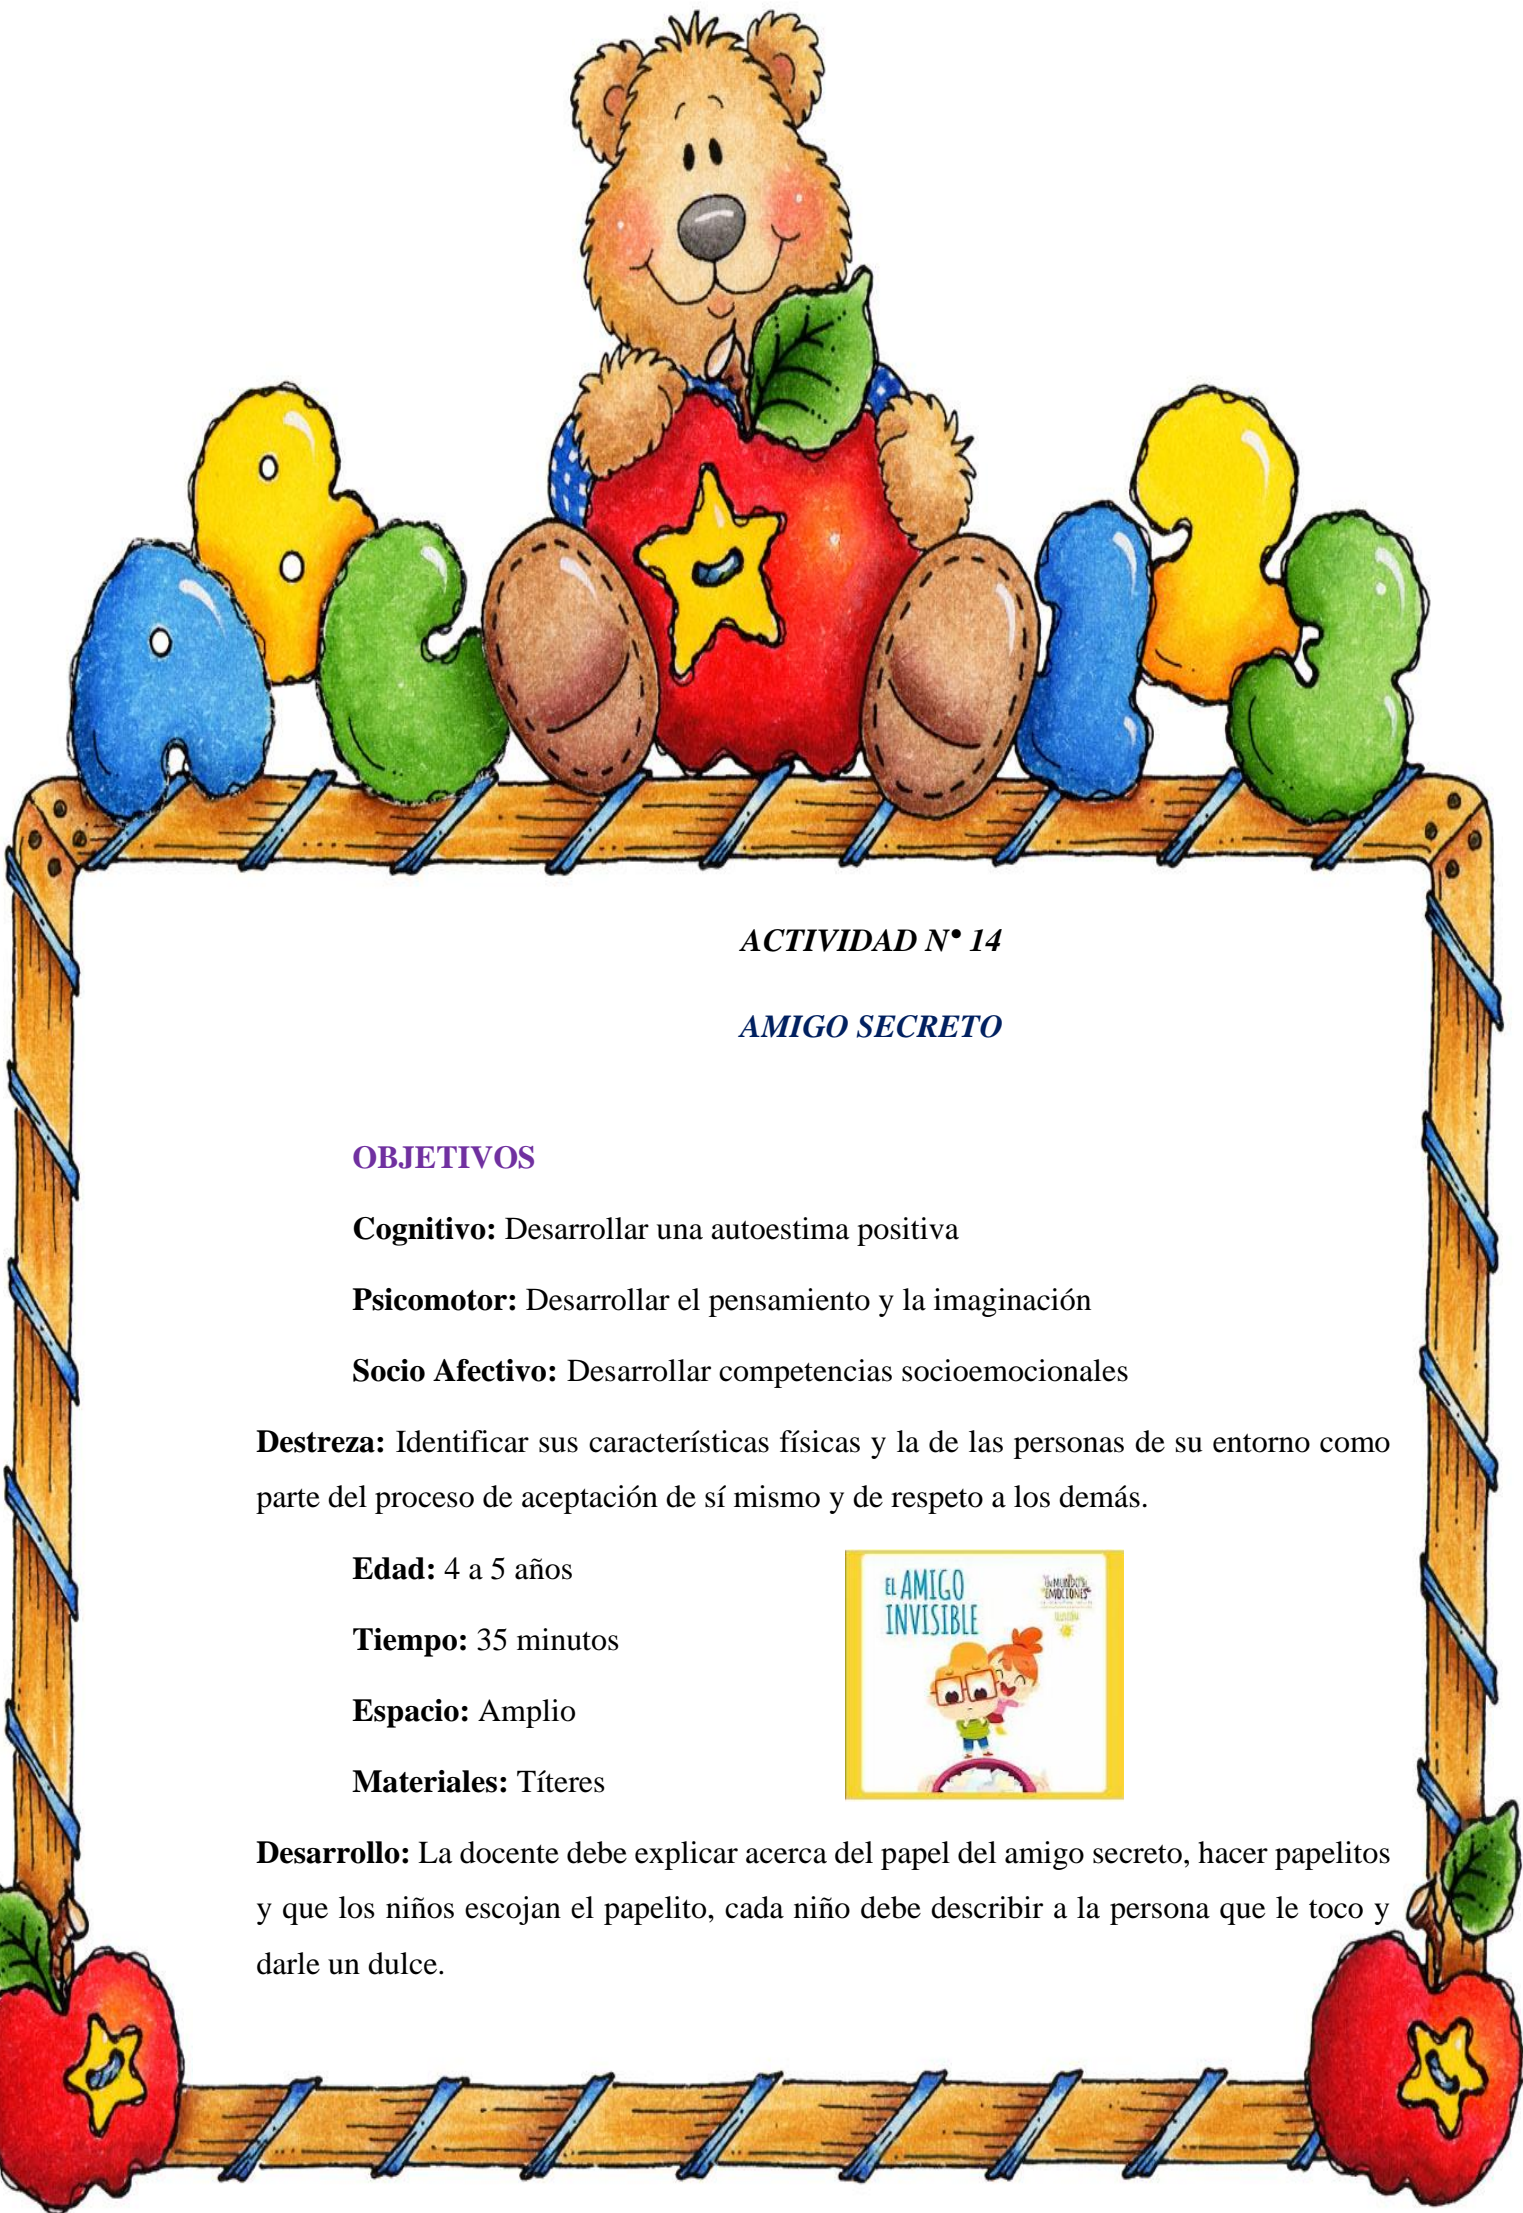 ACTIVIDAD N° 14
AMIGO SECRETO
OBJETIVOS
Cognitivo: Desarrollar una autoestima positiva
Psicomotor: Desarrollar el pensamiento y la imaginación
Socio Afectivo: Desarrollar competencias socioemocionales
Destreza: Identificar sus características físicas y la de las personas de su entorno como
parte del proceso de aceptación de sí mismo y de respeto a los demás.
Edad: 4 a 5 años
Tiempo: 35 minutos
Espacio: Amplio
Materiales: Títeres
EL AMIGO
INVISIBLE
UN MUNDO DE
EMOCIONES
Desarrollo: La docente debe explicar acerca del papel del amigo secreto, hacer papelitos
y que los niños escojan el papelito, cada niño debe describir a la persona que le toco y
darle un dulce.